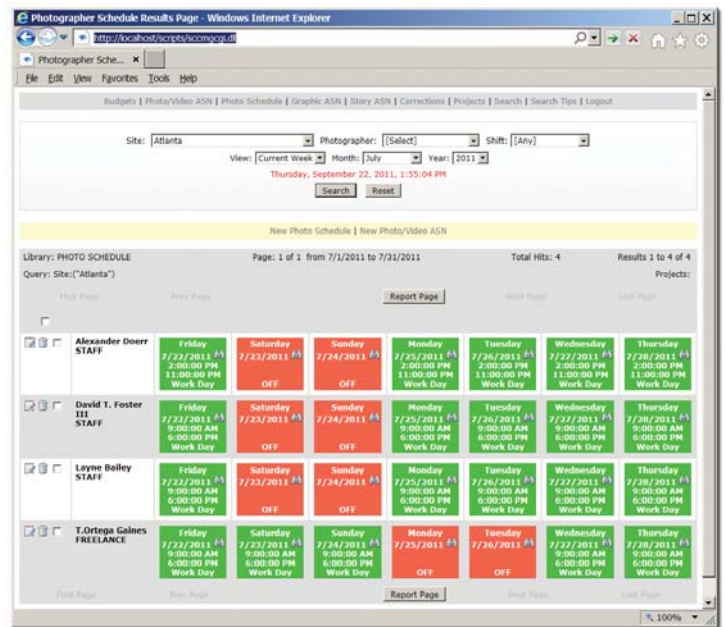 Photographer Schedule Results Page - Windows Internet Explorer
http://localhost/scripts/sccmgcgi.dll
Photographer Sche...
File Edit View Favorites Tools Help
Budgets | Photo/Video ASN | Photo Schedule | Graphic ASN | Story ASN | Corrections | Projects | Search | Search Tips | Logout
Site: Atlanta Photographer: [Select] Shift: [Any]
View: Current Week Month: July Year: 2011
Thursday, September 22, 2011, 1:55:04 PM
Search Reset
New Photo Schedule | New Photo/Video ASN
Library: PHOTO SCHEDULE Page: 1 of 1 from 7/1/2011 to 7/31/2011 Total Hits: 4 Results 1 to 4 of 4
Query: Site:("Atlanta") Projects:
First Page Prev Page Report Page Next Page Last Page
Alexander Doerr Friday Saturday Sunday Monday Tuesday Wednesday Thursday
STAFF 7/22/2011 7/23/2011 7/24/2011 7/25/2011 7/26/2011 7/27/2011 7/28/2011
2:00:00 PM 2:00:00 PM 2:00:00 PM 2:00:00 PM 2:00:00 PM
11:00:00 PM 11:00:00 PM 11:00:00 PM 11:00:00 PM 11:00:00 PM
Work Day OFF OFF Work Day Work Day Work Day Work Day
David T. Foster Friday Saturday Sunday Monday Tuesday Wednesday Thursday
III 7/22/2011 7/23/2011 7/24/2011 7/25/2011 7/26/2011 7/27/2011 7/28/2011
STAFF 9:00:00 AM 9:00:00 AM 9:00:00 AM 9:00:00 AM 9:00:00 AM
6:00:00 PM 6:00:00 PM 6:00:00 PM 6:00:00 PM 6:00:00 PM
Work Day OFF OFF Work Day Work Day Work Day Work Day
Layne Bailey Friday Saturday Sunday Monday Tuesday Wednesday Thursday
STAFF 7/22/2011 7/23/2011 7/24/2011 7/25/2011 7/26/2011 7/27/2011 7/28/2011
9:00:00 AM 9:00:00 AM 9:00:00 AM 9:00:00 AM 9:00:00 AM
6:00:00 PM 6:00:00 PM 6:00:00 PM 6:00:00 PM 6:00:00 PM
Work Day OFF OFF Work Day Work Day Work Day Work Day
T.Ortega Gaines Friday Saturday Sunday Monday Tuesday Wednesday Thursday
FREELANCE 7/22/2011 7/23/2011 7/24/2011 7/25/2011 7/26/2011 7/27/2011 7/28/2011
9:00:00 AM 9:00:00 AM 9:00:00 AM 9:00:00 AM 9:00:00 AM
6:00:00 PM 6:00:00 PM 6:00:00 PM 6:00:00 PM 6:00:00 PM
Work Day Work Day Work Day OFF OFF Work Day Work Day
First Page Prev Page Report Page Next Page Last Page
100%